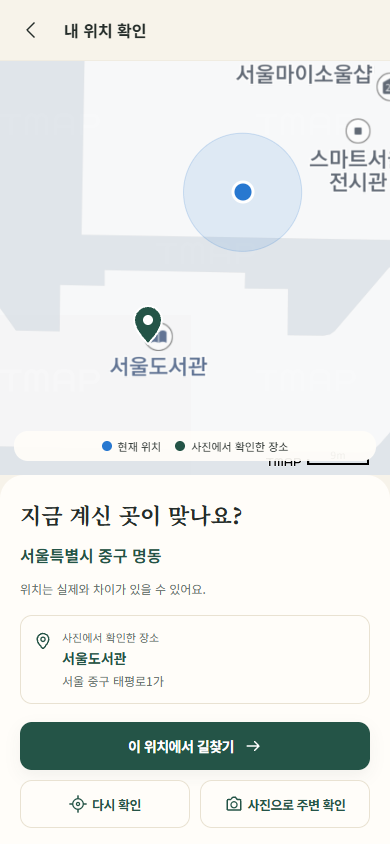 내 위치 확인
서울마이소울샵
스마트서울
전시관
서울도서관
TMAP
현재 위치
사진에서 확인한 장소
지금 계신 곳이 맞나요?
서울특별시 중구 명동
위치는 실제와 차이가 있을 수 있어요.
사진에서 확인한 장소
서울도서관
서울 중구 태평로1가
이 위치에서 길찾기
다시 확인
사진으로 주변 확인